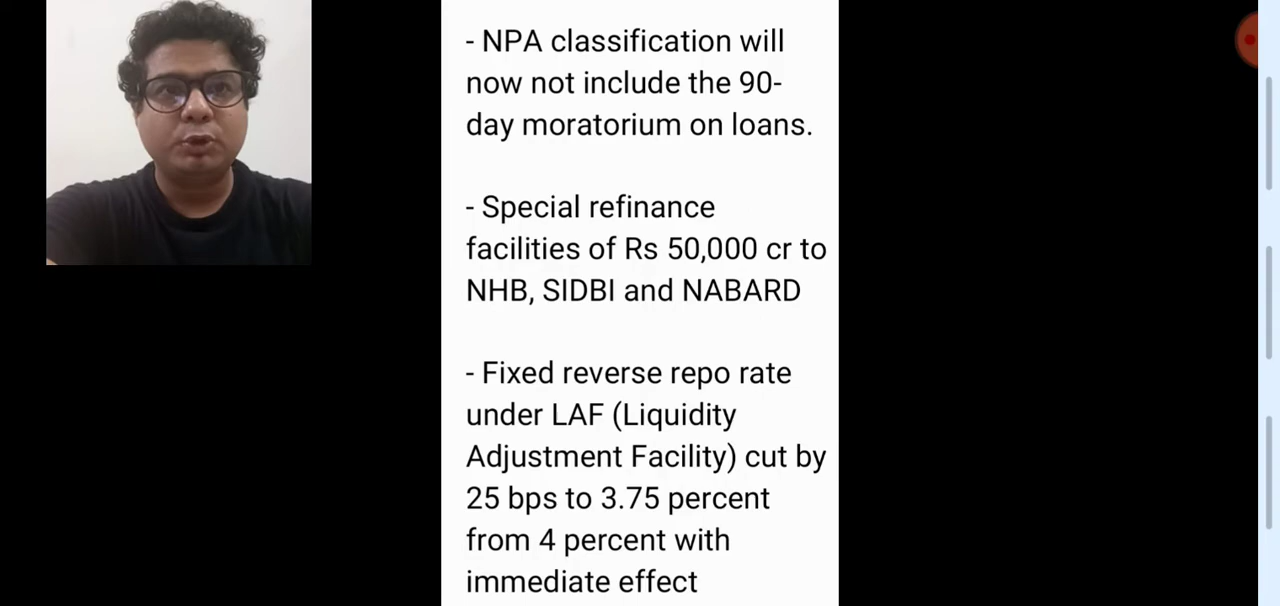 - NPA classification will
now not include the 90-
day moratorium on loans.
- Special refinance
facilities of Rs 50,000 cr to
NHB, SIDBI and NABARD
- Fixed reverse repo rate
under LAF (Liquidity
Adjustment Facility) cut by
25 bps to 3.75 percent
from 4 percent with
immediate effect